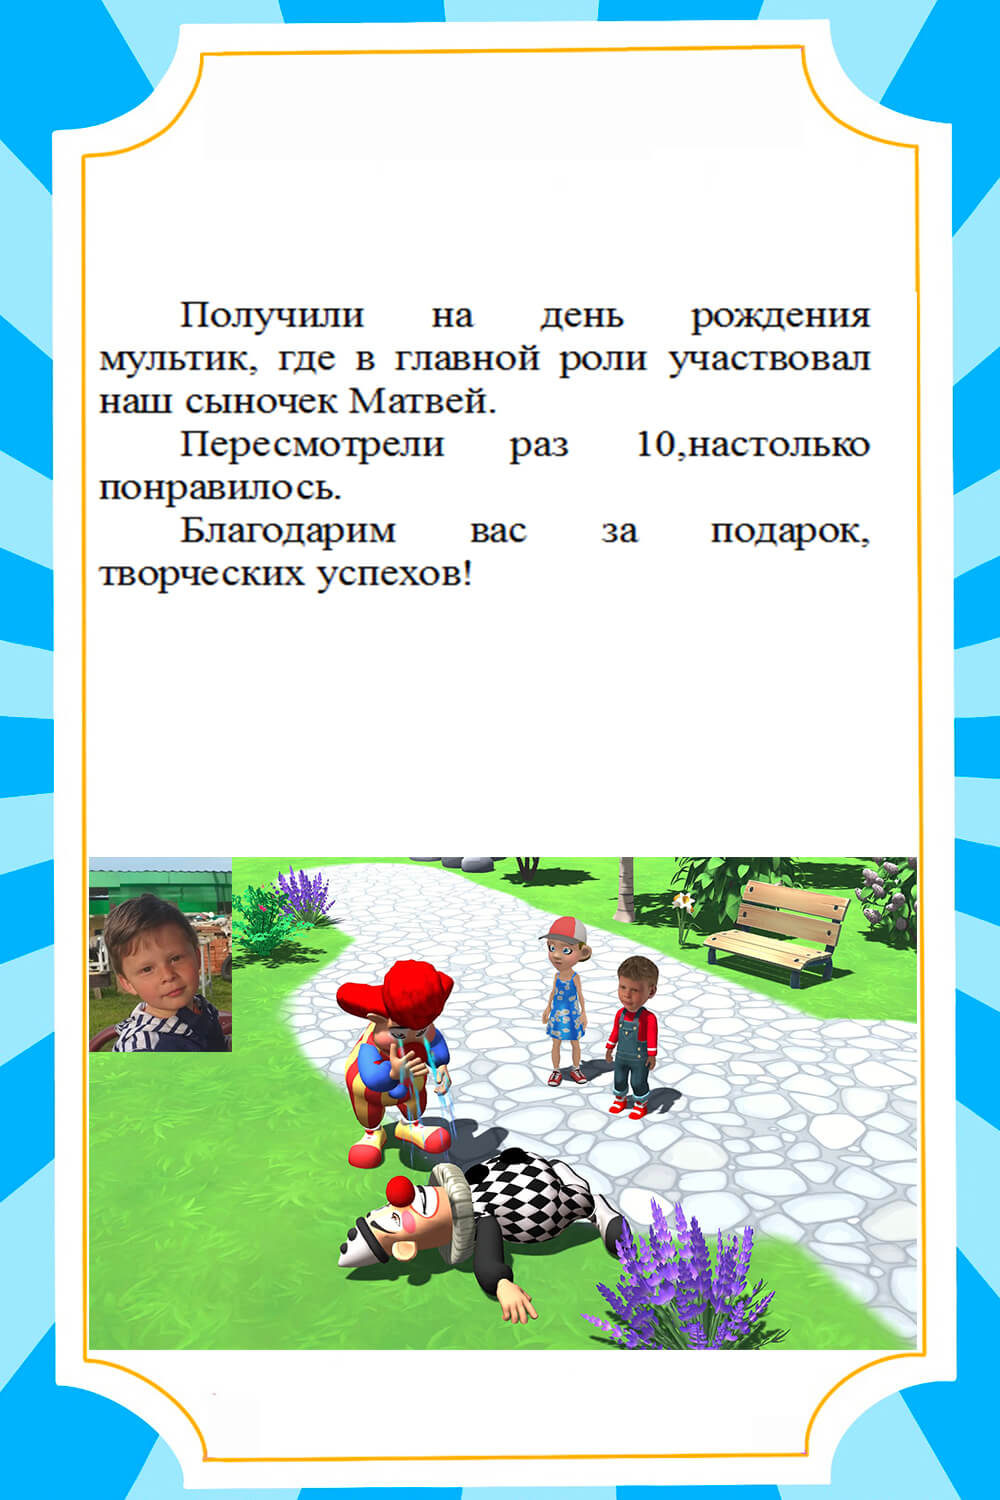 Получили на день рождения
мультик, где в главной роли участвовал
наш сыночек Матвей.
Пересмотрели раз 10,настолько
понравилось.
Благодарим вас за подарок,
творческих успехов!